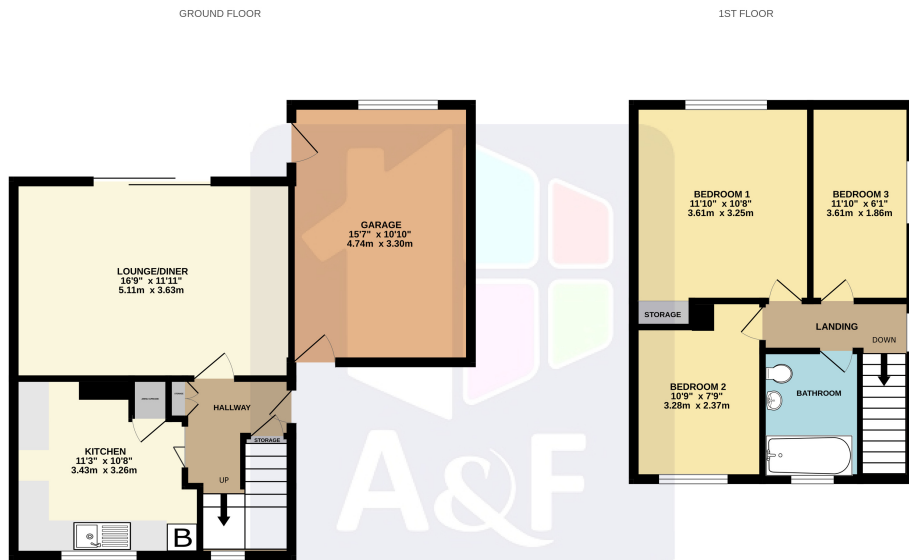 GROUND FLOOR
1ST FLOOR
GARAGE
15'7" x 10'10"
4.74m x 3.30m
LOUNGE/DINER
16'9" x 11'11"
5.11m x 3.63m
HALLWAY
STORAGE
KITCHEN
11'3" x 10'8"
3.43m x 3.26m
UP
B
BEDROOM 1
11'10" x 10'8"
3.61m x 3.25m
BEDROOM 3
11'10" x 6'1"
3.61m x 1.86m
STORAGE
LANDING
DOWN
BEDROOM 2
10'9" x 7'9"
3.28m x 2.37m
BATHROOM
A&F